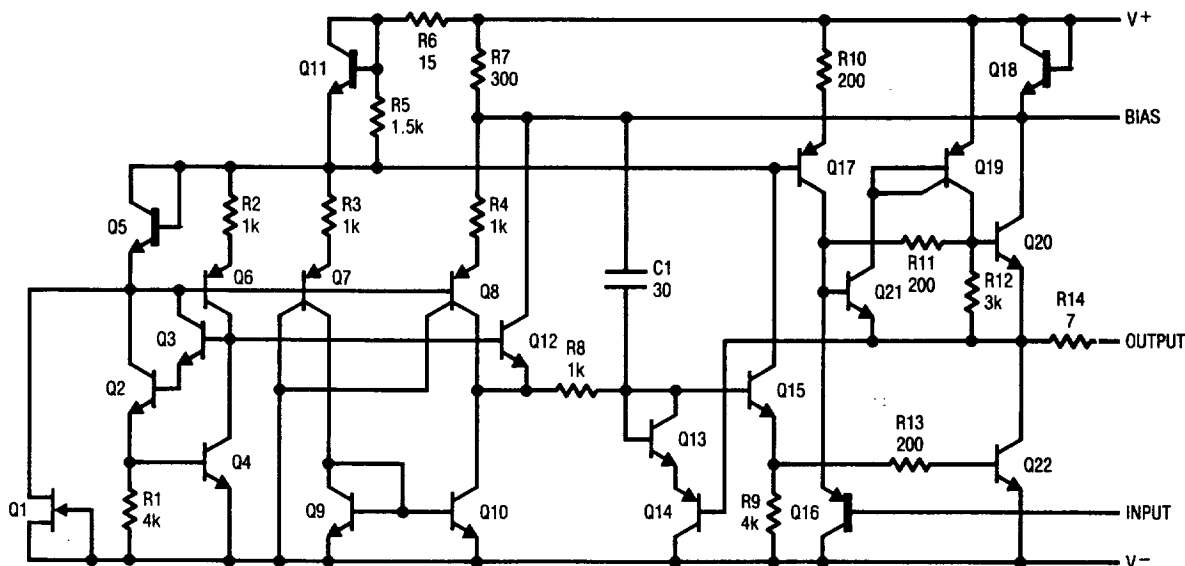 V+
R6
15
R7
300
R10
200
Q11
Q18
R5
1.5k
BIAS
Q17
Q19
R2
1k
R3
1k
R4
1k
Q5
Q6
Q7
Q8
C1
30
R11
200
Q20
Q21
R12
3k
R14
7
Q3
Q12
OUTPUT
Q2
R8
1k
Q15
Q13
R13
200
Q4
Q22
Q1
R1
4k
Q9
Q10
Q14
R9
4k
Q16
INPUT
V−